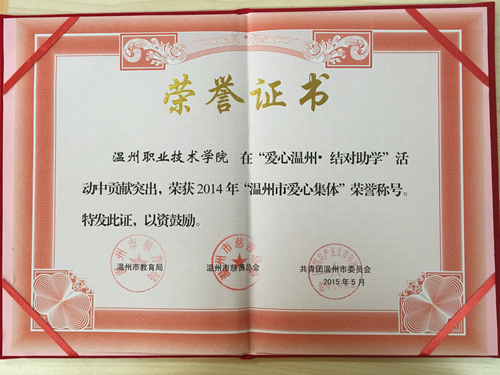 荣誉证书
温州职业技术学院 在“爱心温州·结对助学”活
动中贡献突出，荣获2014年“温州市爱心集体”荣誉称号。
特发此证，以资鼓励。
温州市教育局 温州市慈善总会 共青团温州市委员会
2015年5月